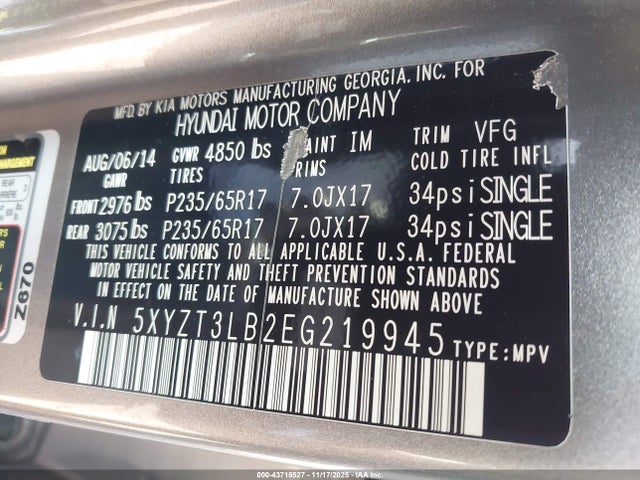 MFD. BY KIA MOTORS MANUFACTURING GEORGIA, INC. FOR
HYUNDAI MOTOR COMPANY
AUG/06/14 GVWR 4850 lbs PAINT IM TRIM VFG
GAWR TIRES RIMS COLD TIRE INFL
FRONT 2976 lbs P235/65R17 7.0JX17 34psi SINGLE
REAR 3075 lbs P235/65R17 7.0JX17 34psi SINGLE
THIS VEHICLE CONFORMS TO ALL APPLICABLE U.S.A. FEDERAL
MOTOR VEHICLE SAFETY AND THEFT PREVENTION STANDARDS
IN EFFECT ON THE DATE OF MANUFACTURE SHOWN ABOVE
V.I.N 5XYZT3LB2EG219945 TYPE:MPV
Z670
REAR
000-43718527 - 11/17/2025 - IAA Inc.